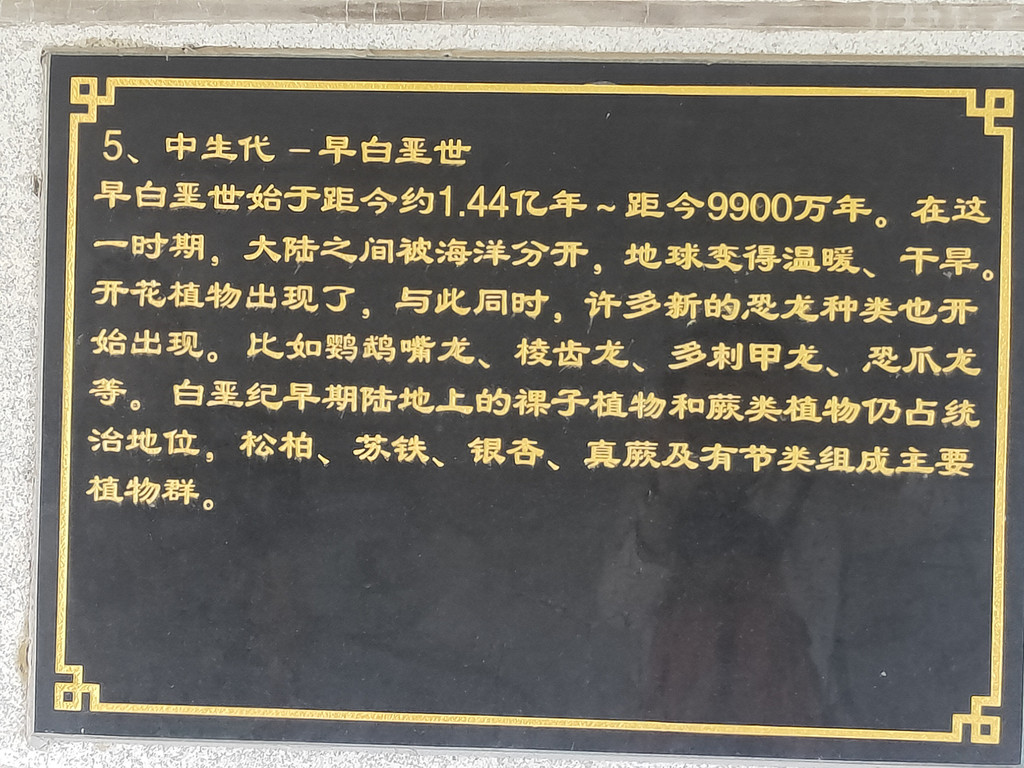 5、中生代 –早白垩世
早白垩世始于距今约1.44亿年~距今9900万年。在这
一时期，大陆之间被海洋分开，地球变得温暖、干旱。
开花植物出现了，与此同时，许多新的恐龙种类也开
始出现。比如鹦鹉嘴龙、棱齿龙、多刺甲龙、恐爪龙
等。白垩纪早期陆地上的裸子植物和蕨类植物仍占统
治地位，松柏、苏铁、银杏、真蕨及有节类组成主要
植物群。